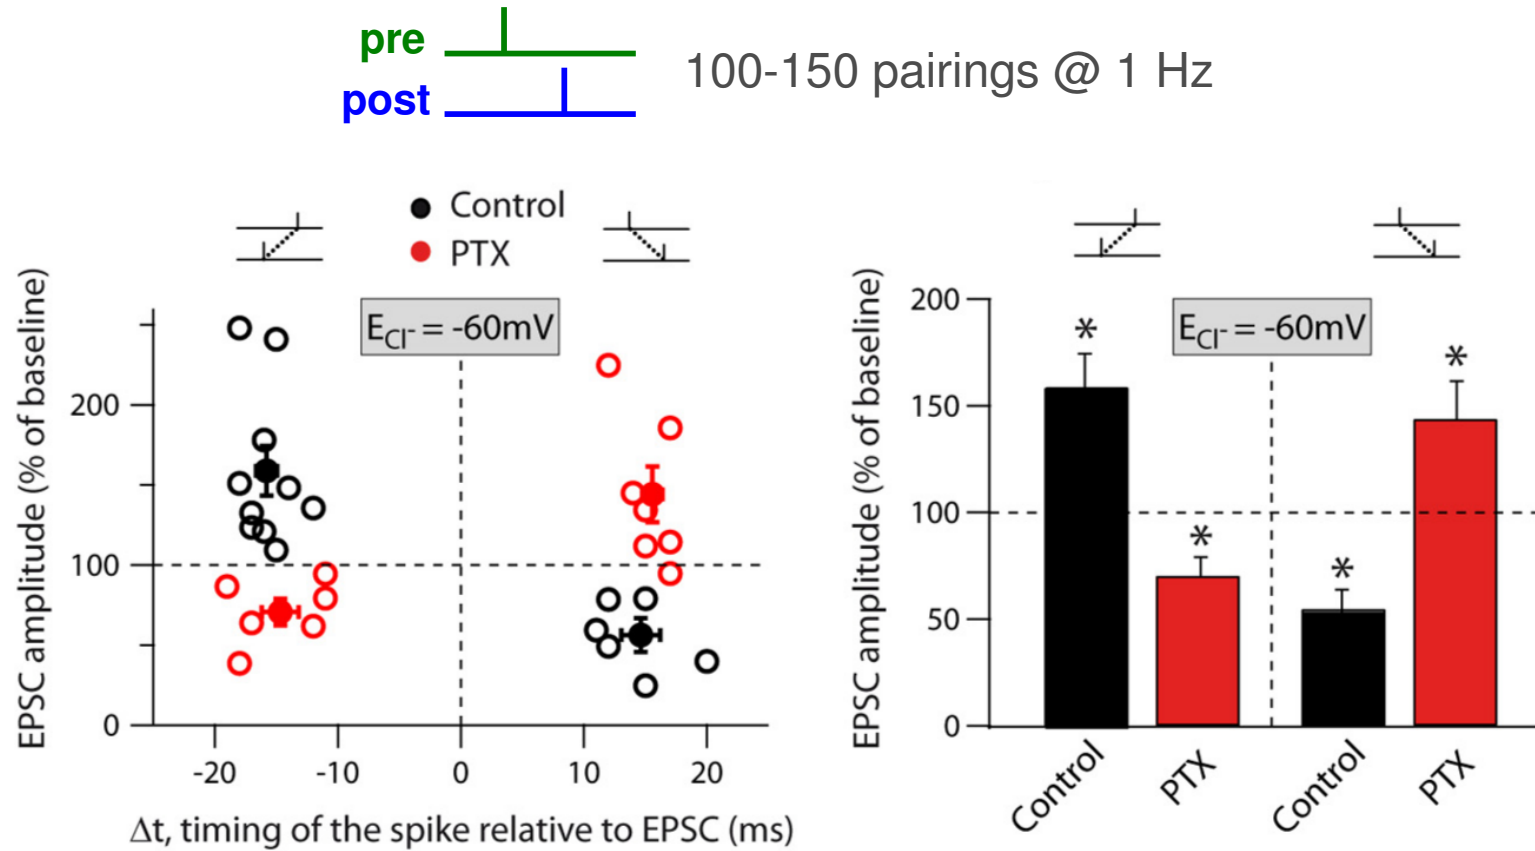 pre
post
100-150 pairings @ 1 Hz
Control
PTX
E_Cl⁻ = -60mV
EPSC amplitude (% of baseline)
200
100
0
-20
-10
0
10
20
Δt, timing of the spike relative to EPSC (ms)
E_Cl⁻ = -60mV
EPSC amplitude (% of baseline)
200
150
100
50
0
*
*
*
*
Control
PTX
Control
PTX